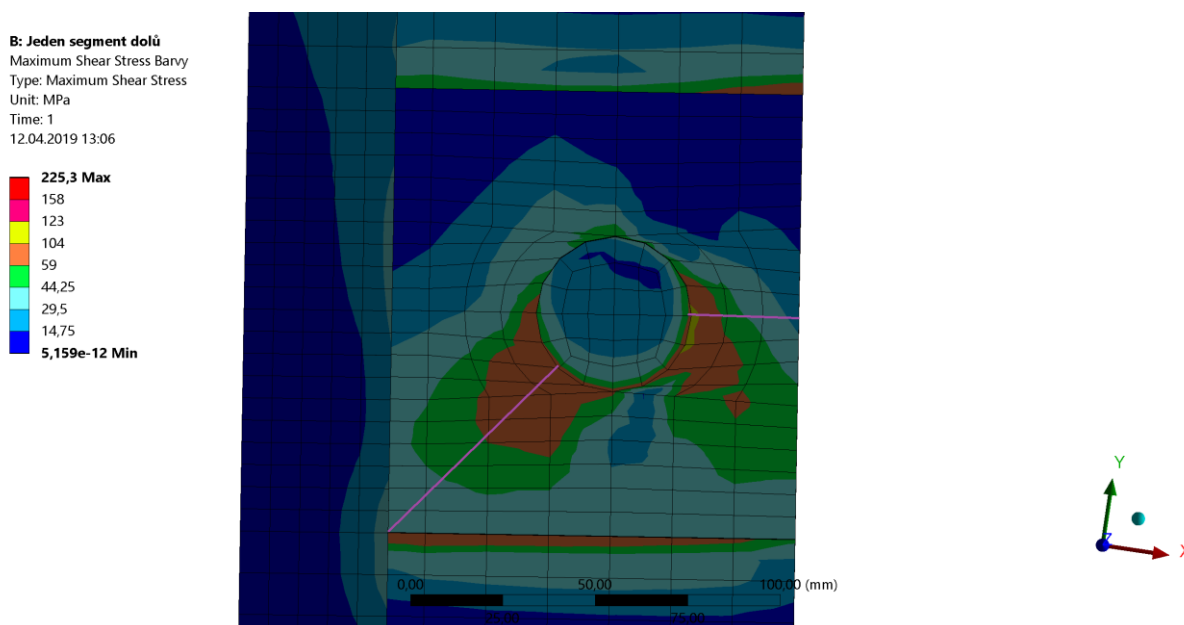 B: Jeden segment dolů
Maximum Shear Stress Barvy
Type: Maximum Shear Stress
Unit: MPa
Time: 1
12.04.2019 13:06
225,3 Max
158
123
104
59
44,25
29,5
14,75
5,159e-12 Min
0,00 50,00 100,00 (mm)
25,00 75,00
Y
Z X